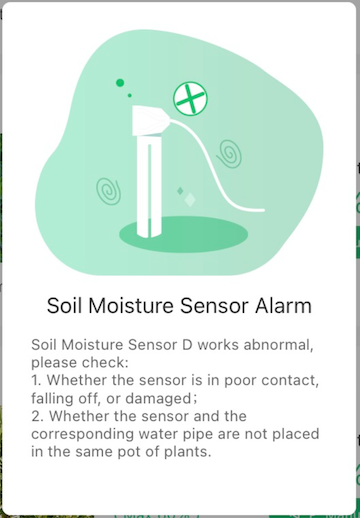 Soil Moisture Sensor Alarm
Soil Moisture Sensor D works abnormal,
please check:
1. Whether the sensor is in poor contact,
falling off, or damaged;
2. Whether the sensor and the
corresponding water pipe are not placed
in the same pot of plants.